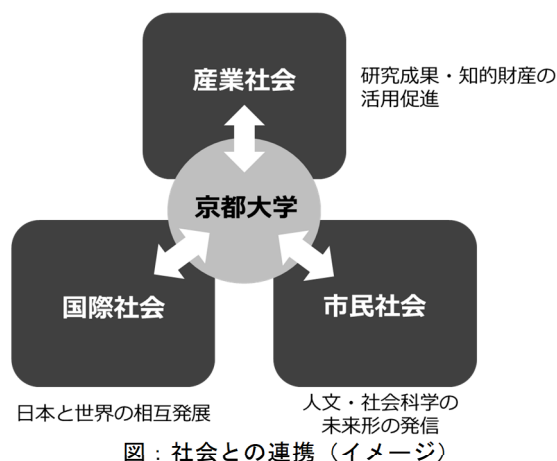 産業社会
研究成果・知的財産の
活用促進
京都大学
国際社会
市民社会
日本と世界の相互発展
人文・社会科学の
未来形の発信
図：社会との連携（イメージ）